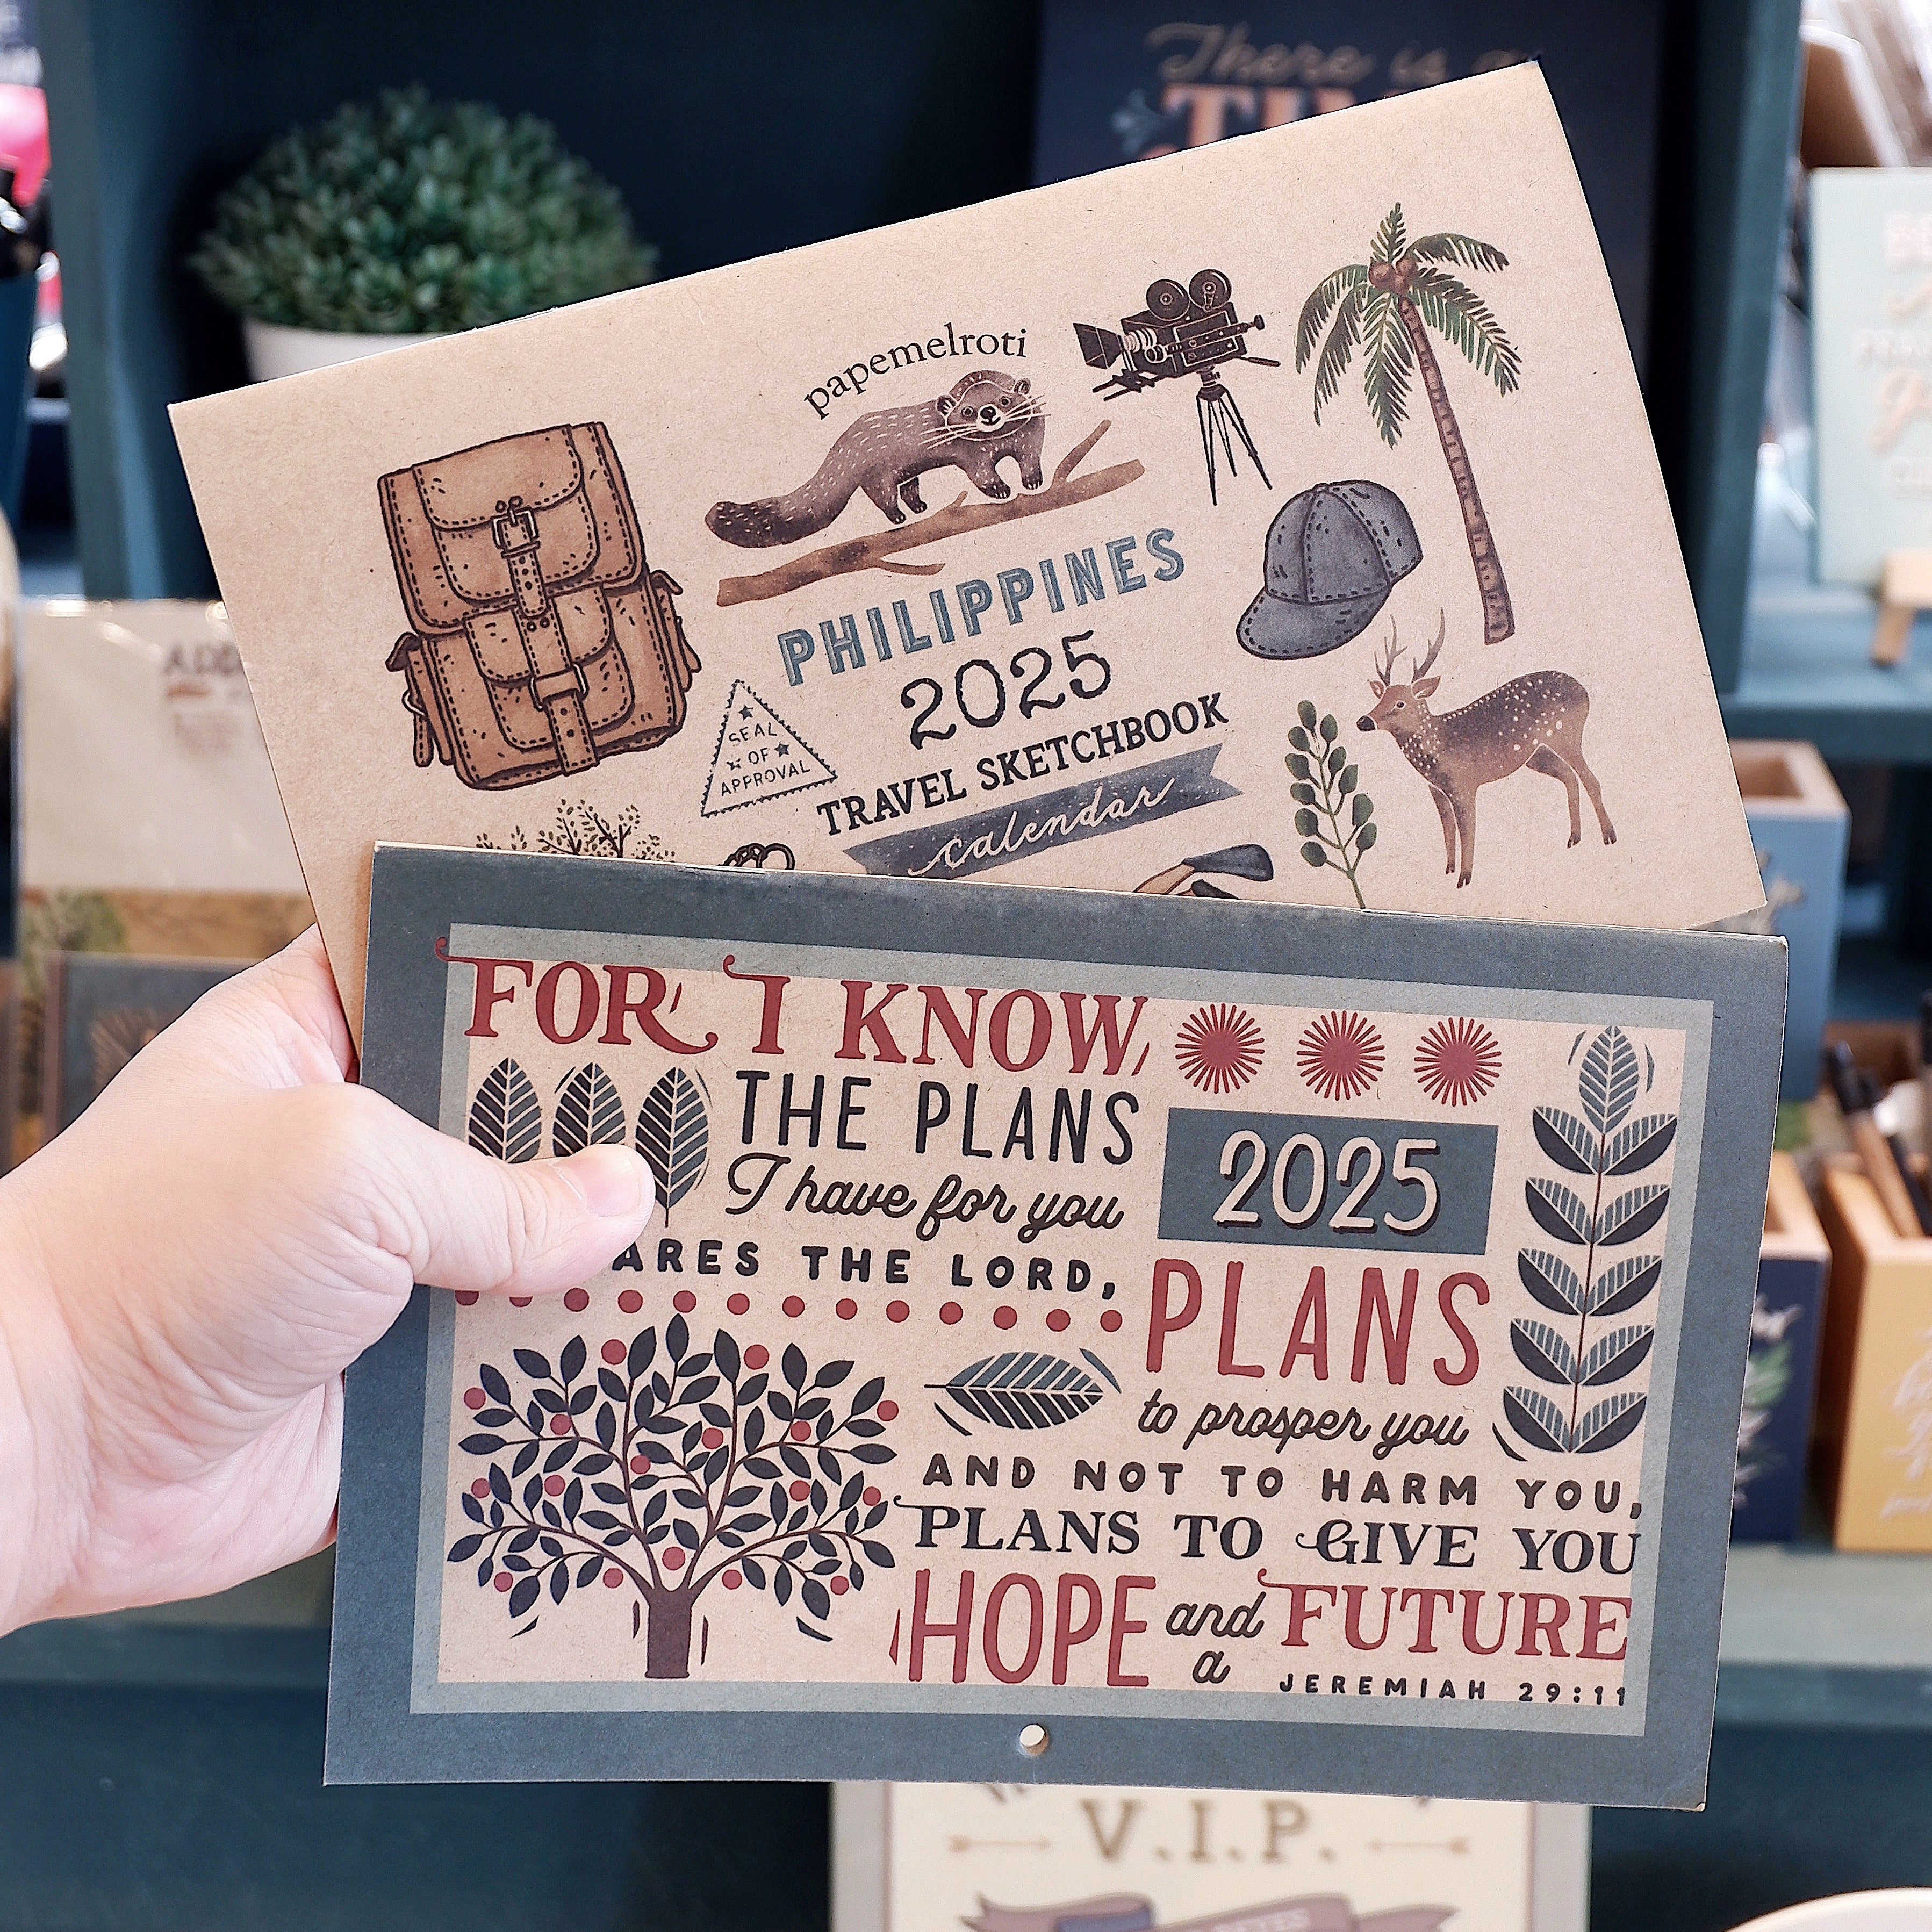 There is a
papemelroti
PHILIPPINES
2025
TRAVEL SKETCHBOOK
calendar
SEAL
OF
APPROVAL
FOR I KNOW
THE PLANS
I have for you
ARES THE LORD,
2025
PLANS
to prosper you
AND NOT TO HARM YOU,
PLANS TO GIVE YOU
HOPE and a FUTURE
JEREMIAH 29:11
V.I.P.